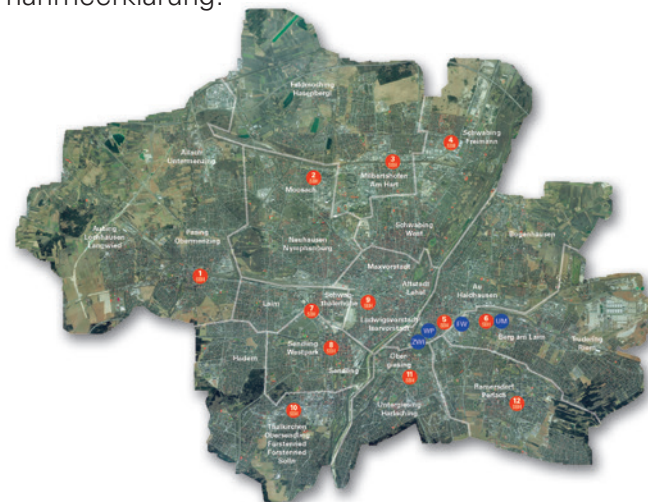 nahmeerklärung.
Feldmoching
Hasenbergl
4
Schwabing
Freimann
3
Milbertshofen
Am Hart
Allach
Untermenzing
2
Moosach
Aubing
Lochhausen
Langwied
Pasing
Obermenzing
Neuhausen
Nymphenburg
Schwabing
West
Bogenhausen
1
Maxvorstadt
Altstadt
Lehel
Au
Haidhausen
Laim
7
9
Ludwigsvorstadt
Isarvorstadt
WP
5
6
UM
ZWH
Berg am Laim
Trudering
Riem
Hadern
Sendling
Westpark
8
Sendling
Ober
giesing
11
Untergiesing
Harlaching
Ramersdorf
Perlach
12
10
Thalkirchen
Obersendling
Fürstenried
Forstenried
Solln